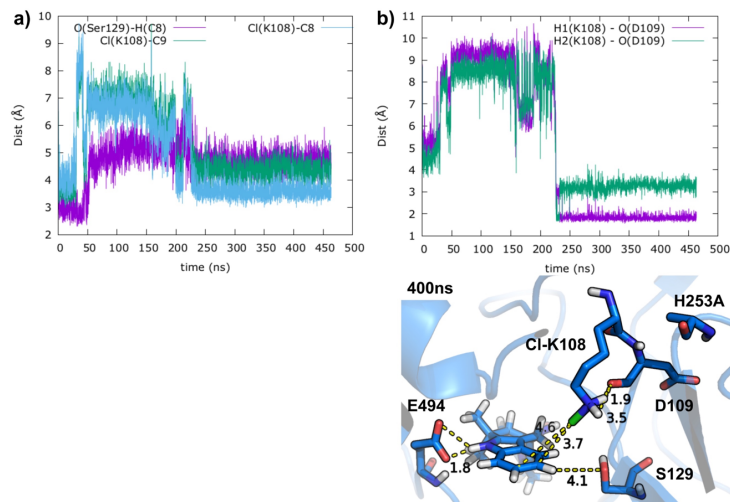 a)
O(Ser129)-H(C8)
Cl(K108)-C9
Cl(K108)-C8
10
9
8
7
6
5
4
3
2
Dist (Å)
0 50 100 150 200 250 300 350 400 450 500
time (ns)
b)
H1(K108) - O(D109)
H2(K108) - O(D109)
11
10
9
8
7
6
5
4
3
2
1
Dist (Å)
0 50 100 150 200 250 300 350 400 450 500
time (ns)
400ns
H253A
Cl-K108
E494
1.9
D109
3.5
4.6
3.7
1.8
4.1
S129